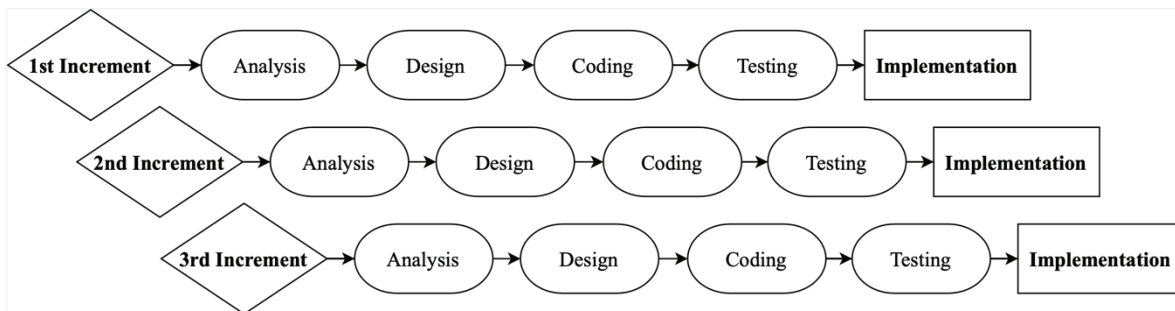 1st Increment Analysis Design Coding Testing Implementation
2nd Increment Analysis Design Coding Testing Implementation
3rd Increment Analysis Design Coding Testing Implementation